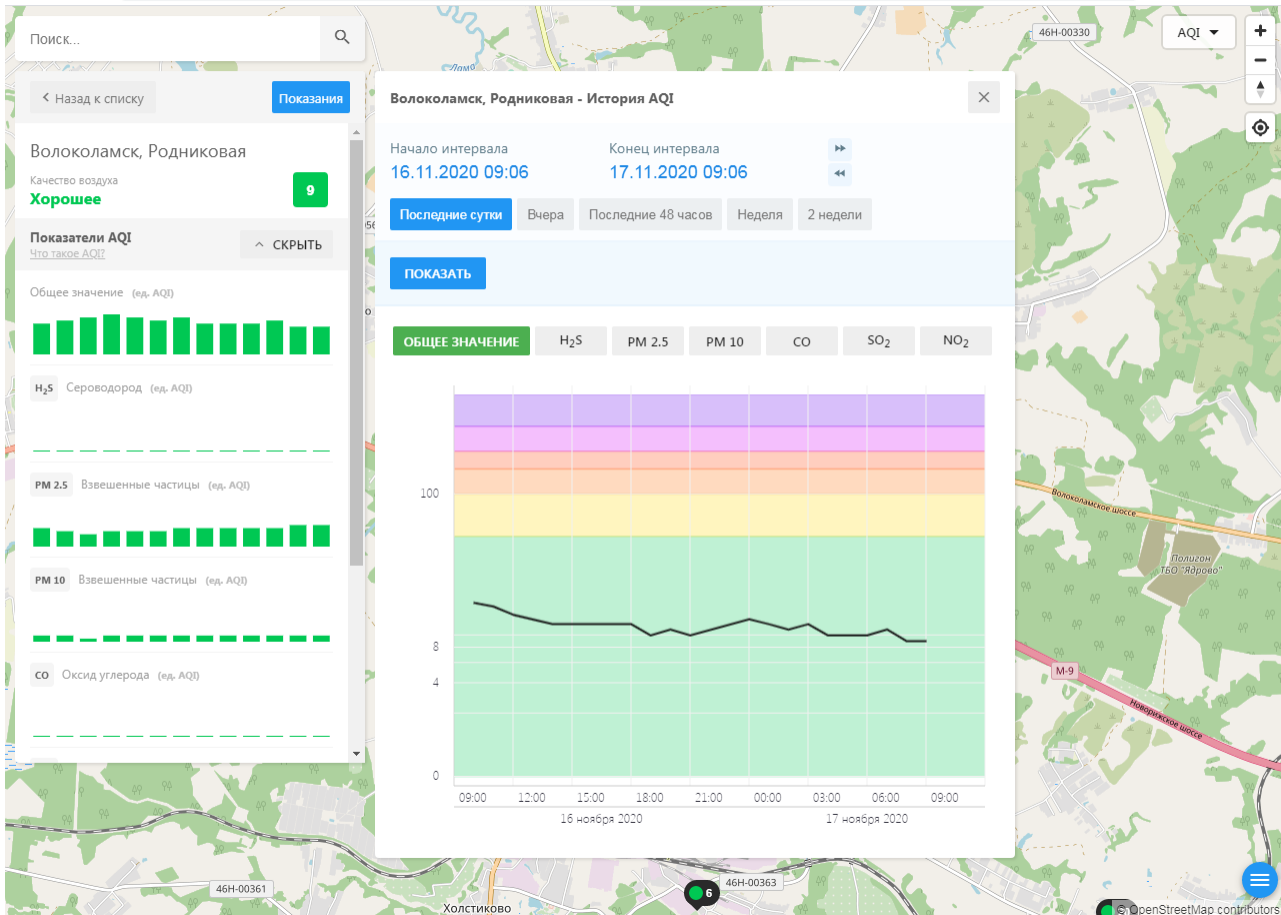 Поиск...
46Н-00330
AQI
Ламо
Назад к списку
Показания
Волоколамск, Родниковая - История AQI
Волоколамск, Родниковая
Качество воздуха
Хорошее
9
Начало интервала
Конец интервала
16.11.2020 09:06
17.11.2020 09:06
Последние сутки
Вчера
Последние 48 часов
Неделя
2 недели
Показатели AQI
Что такое AQI?
СКРЫТЬ
ПОКАЗАТЬ
Общее значение (ед. AQI)
ОБЩЕЕ ЗНАЧЕНИЕ
H2S
PM 2.5
PM 10
CO
SO2
NO2
H2S Сероводород (ед. AQI)
PM 2.5 Взвешенные частицы (ед. AQI)
PM 10 Взвешенные частицы (ед. AQI)
CO Оксид углерода (ед. AQI)
100
8
4
0
09:00
12:00
15:00
18:00
21:00
00:00
03:00
06:00
09:00
16 ноября 2020
17 ноября 2020
Волоколамское шоссе
Полигон
ТБО "Ядрово"
М-9
Новорижское шоссе
46Н-00361
46Н-00363
6
Холстиково
© OpenStreetMap contributors